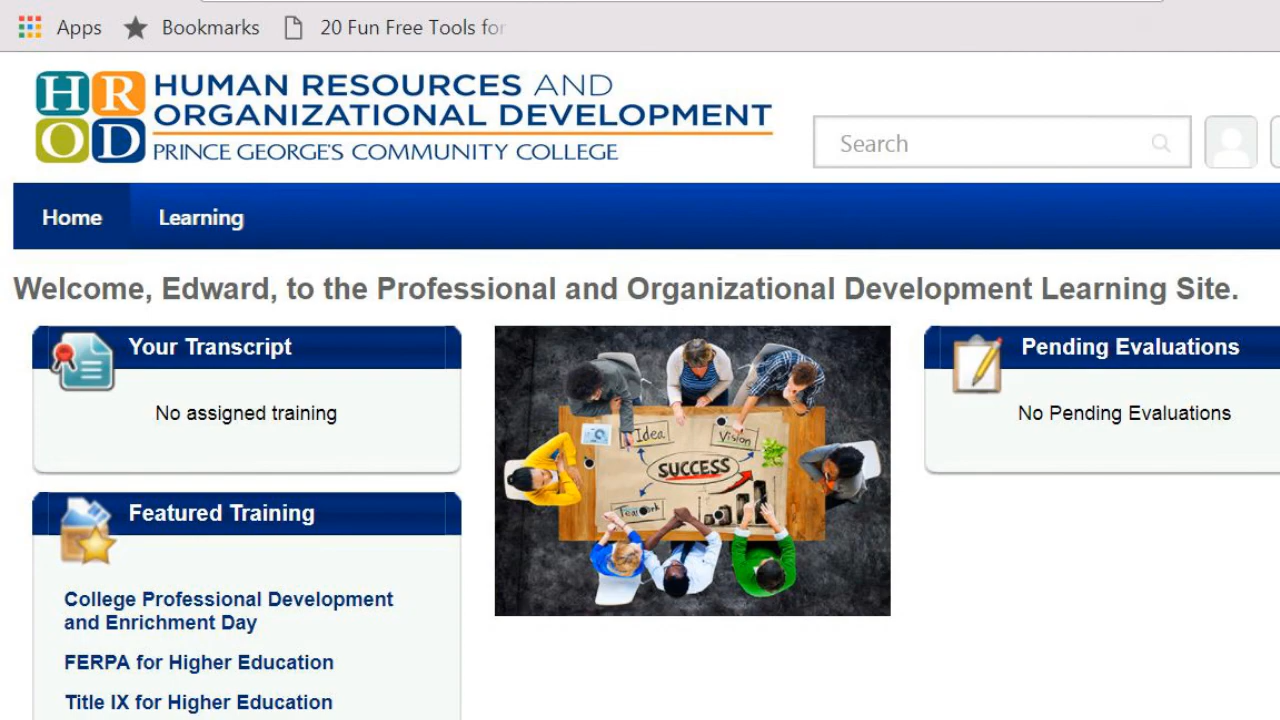 Apps Bookmarks 20 Fun Free Tools for
HROD
HUMAN RESOURCES AND
ORGANIZATIONAL DEVELOPMENT
PRINCE GEORGE'S COMMUNITY COLLEGE
Search
Home Learning
Welcome, Edward, to the Professional and Organizational Development Learning Site.
Your Transcript
No assigned training
Idea
Vision
SUCCESS
Teamwork
Pending Evaluations
No Pending Evaluations
Featured Training
College Professional Development
and Enrichment Day
FERPA for Higher Education
Title IX for Higher Education